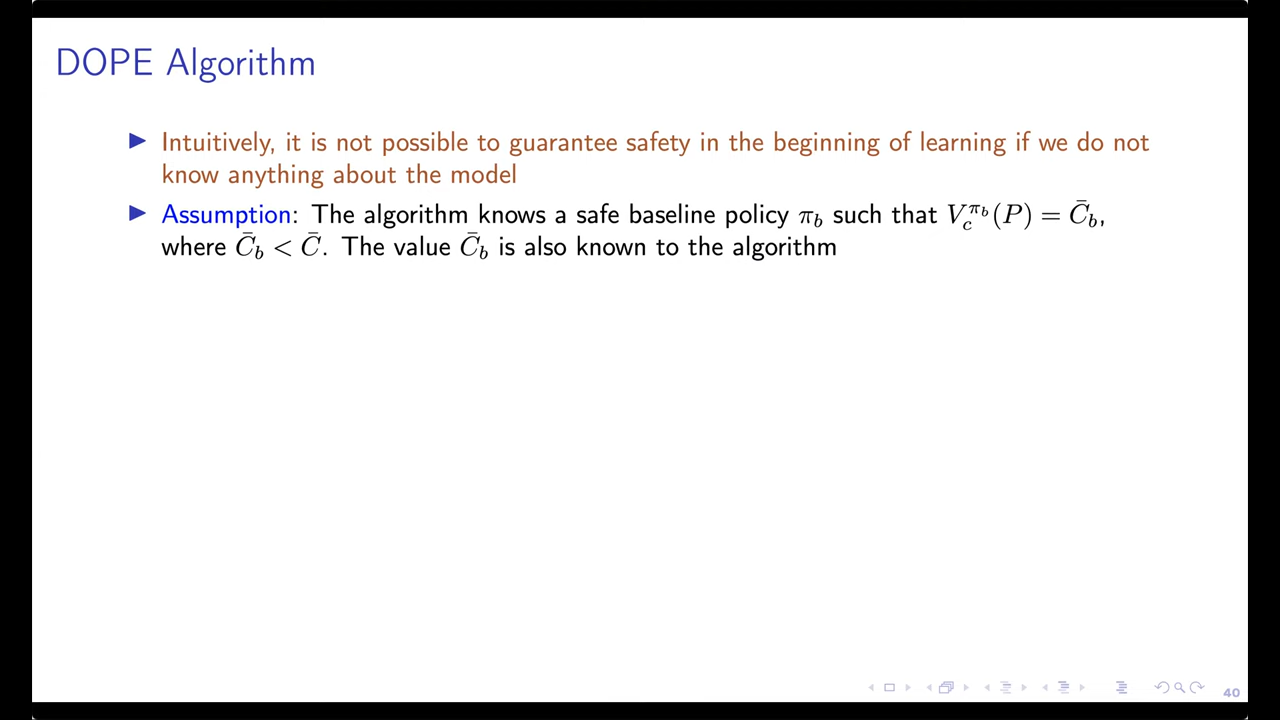 DOPE Algorithm
Intuitively, it is not possible to guarantee safety in the beginning of learning if we do not
know anything about the model
Assumption: The algorithm knows a safe baseline policy π_b such that V_c^{π_b}(P) = C̄_b,
where C̄_b < C̄. The value C̄_b is also known to the algorithm
40